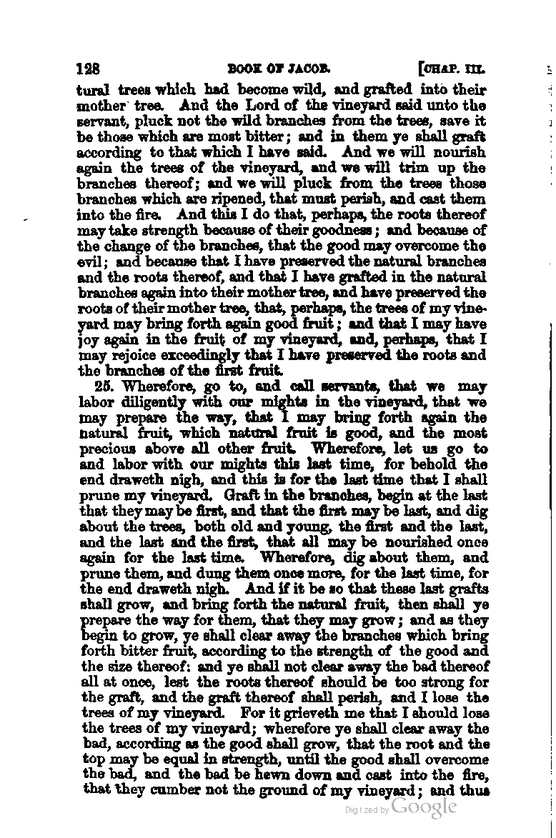 128 BOOK OF JACOB. [CHAP. III.
tural trees which had become wild, and grafted into their
mother tree. And the Lord of the vineyard said unto the
servant, pluck not the wild branches from the trees, save it
be those which are most bitter; and in them ye shall graft
according to that which I have said. And we will nourish
again the trees of the vineyard, and we will trim up the
branches thereof; and we will pluck from the trees those
branches which are ripened, that must perish, and cast them
into the fire. And this I do that, perhaps, the roots thereof
may take strength because of their goodness; and because of
the change of the branches, that the good may overcome the
evil; and because that I have preserved the natural branches
and the roots thereof, and that I have grafted in the natural
branches again into their mother tree, and have preserved the
roots of their mother tree, that, perhaps, the trees of my vine-
yard may bring forth again good fruit; and that I may have
joy again in the fruit of my vineyard, and, perhaps, that I
may rejoice exceedingly that I have preserved the roots and
the branches of the first fruit.
25. Wherefore, go to, and call servants, that we may
labor diligently with our mights in the vineyard, that we
may prepare the way, that I may bring forth again the
natural fruit, which natural fruit is good, and the most
precious above all other fruit. Wherefore, let us go to
and labor with our mights this last time, for behold the
end draweth nigh, and this is for the last time that I shall
prune my vineyard. Graft in the branches, begin at the last
that they may be first, and that the first may be last, and dig
about the trees, both old and young, the first and the last,
and the last and the first, that all may be nourished once
again for the last time. Wherefore, dig about them, and
prune them, and dung them once more, for the last time, for
the end draweth nigh. And if it be so that these last grafts
shall grow, and bring forth the natural fruit, then shall ye
prepare the way for them, that they may grow; and as they
begin to grow, ye shall clear away the branches which bring
forth bitter fruit, according to the strength of the good and
the size thereof: and ye shall not clear away the bad thereof
all at once, lest the roots thereof should be too strong for
the graft, and the graft thereof shall perish, and I lose the
trees of my vineyard. For it grieveth me that I should lose
the trees of my vineyard; wherefore ye shall clear away the
bad, according as the good shall grow, that the root and the
top may be equal in strength, until the good shall overcome
the bad, and the bad be hewn down and cast into the fire,
that they cumber not the ground of my vineyard; and thus
Digitized by Google